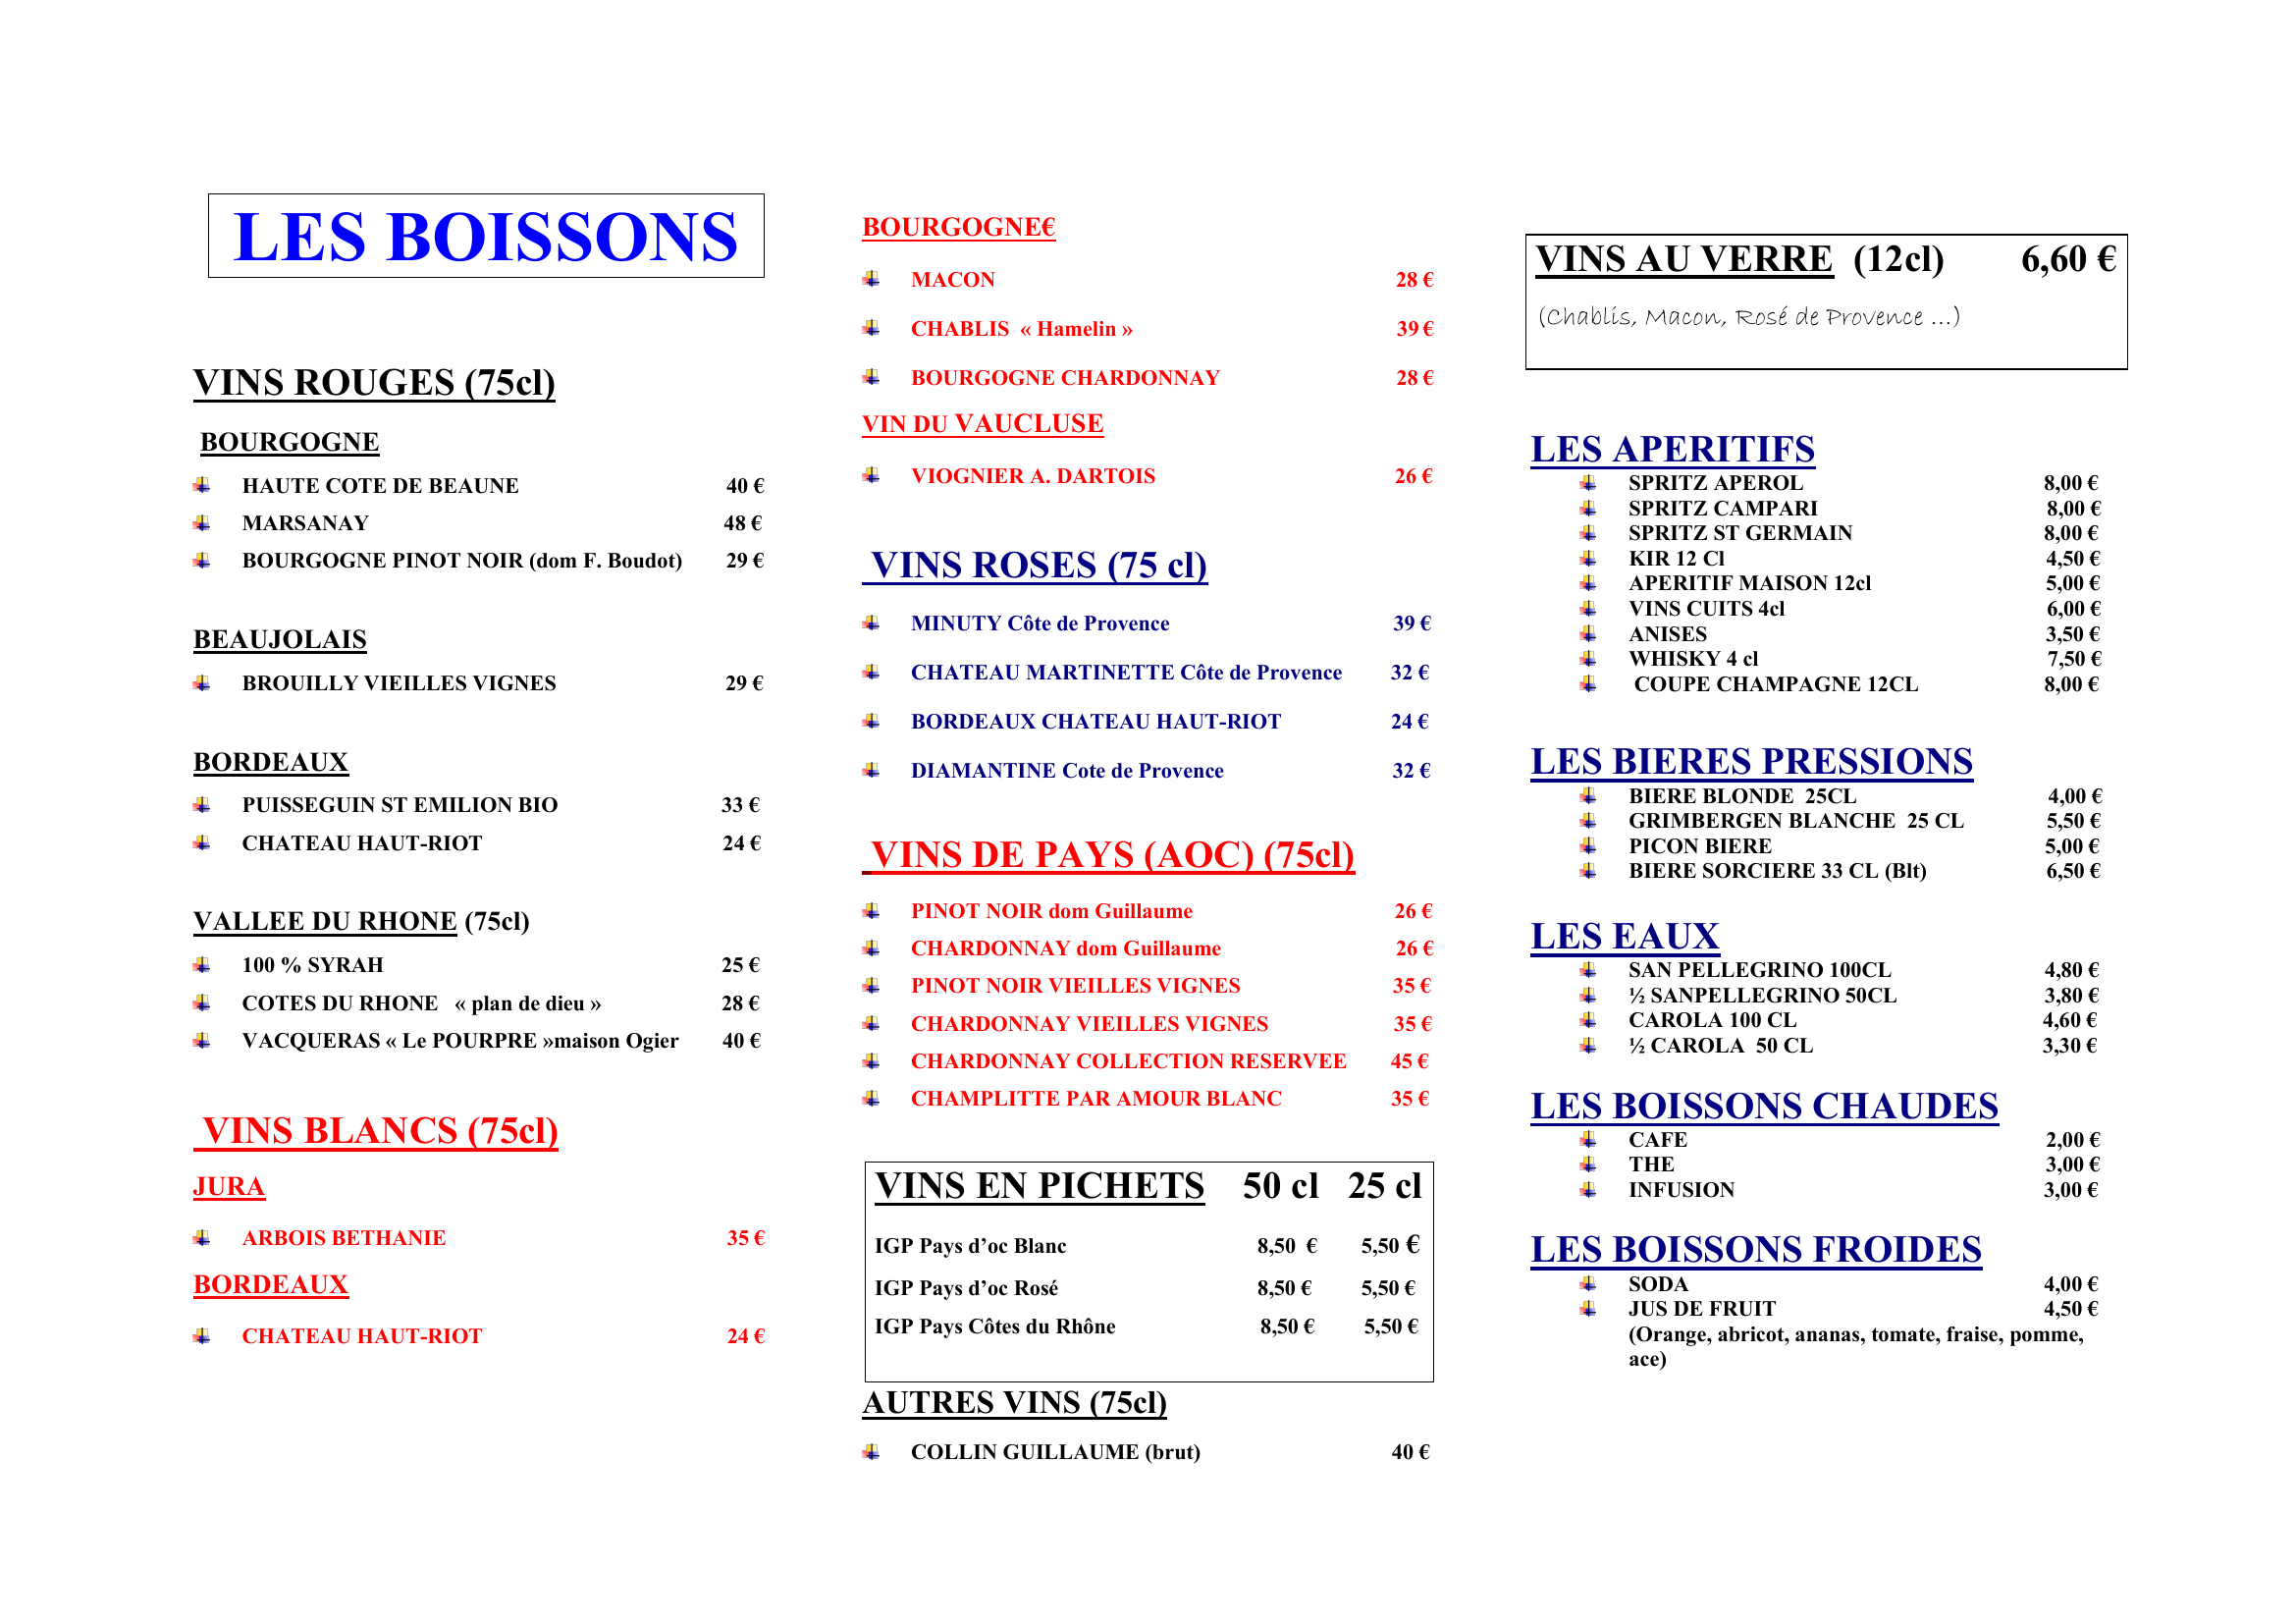 LES BOISSONS
VINS ROUGES (75cl)
BOURGOGNE
HAUTE COTE DE BEAUNE 40 €
MARSANAY 48 €
BOURGOGNE PINOT NOIR (dom F. Boudot) 29 €
BEAUJOLAIS
BROUILLY VIEILLES VIGNES 29 €
BORDEAUX
PUISSEGUIN ST EMILION BIO 33 €
CHATEAU HAUT-RIOT 24 €
VALLEE DU RHONE (75cl)
100 % SYRAH 25 €
COTES DU RHONE « plan de dieu » 28 €
VACQUERAS « Le POURPRE »maison Ogier 40 €
VINS BLANCS (75cl)
JURA
ARBOIS BETHANIE 35 €
BORDEAUX
CHATEAU HAUT-RIOT 24 €
BOURGOGNE€
MACON 28 €
CHABLIS « Hamelin » 39 €
BOURGOGNE CHARDONNAY 28 €
VIN DU VAUCLUSE
VIOGNIER A. DARTOIS 26 €
VINS ROSES (75 cl)
MINUTY Côte de Provence 39 €
CHATEAU MARTINETTE Côte de Provence 32 €
BORDEAUX CHATEAU HAUT-RIOT 24 €
DIAMANTINE Cote de Provence 32 €
VINS DE PAYS (AOC) (75cl)
PINOT NOIR dom Guillaume 26 €
CHARDONNAY dom Guillaume 26 €
PINOT NOIR VIEILLES VIGNES 35 €
CHARDONNAY VIEILLES VIGNES 35 €
CHARDONNAY COLLECTION RESERVEE 45 €
CHAMPLITTE PAR AMOUR BLANC 35 €
VINS EN PICHETS 50 cl 25 cl
IGP Pays d’oc Blanc 8,50 € 5,50 €
IGP Pays d’oc Rosé 8,50 € 5,50 €
IGP Pays Côtes du Rhône 8,50 € 5,50 €
AUTRES VINS (75cl)
COLLIN GUILLAUME (brut) 40 €
VINS AU VERRE (12cl) 6,60 €
(Chablis, Macon, Rosé de Provence ...)
LES APERITIFS
SPRITZ APEROL 8,00 €
SPRITZ CAMPARI 8,00 €
SPRITZ ST GERMAIN 8,00 €
KIR 12 Cl 4,50 €
APERITIF MAISON 12cl 5,00 €
VINS CUITS 4cl 6,00 €
ANISES 3,50 €
WHISKY 4 cl 7,50 €
COUPE CHAMPAGNE 12CL 8,00 €
LES BIERES PRESSIONS
BIERE BLONDE 25CL 4,00 €
GRIMBERGEN BLANCHE 25 CL 5,50 €
PICON BIERE 5,00 €
BIERE SORCIERE 33 CL (Blt) 6,50 €
LES EAUX
SAN PELLEGRINO 100CL 4,80 €
½ SANPELLEGRINO 50CL 3,80 €
CAROLA 100 CL 4,60 €
½ CAROLA 50 CL 3,30 €
LES BOISSONS CHAUDES
CAFE 2,00 €
THE 3,00 €
INFUSION 3,00 €
LES BOISSONS FROIDES
SODA 4,00 €
JUS DE FRUIT 4,50 €
(Orange, abricot, ananas, tomate, fraise, pomme,
ace)